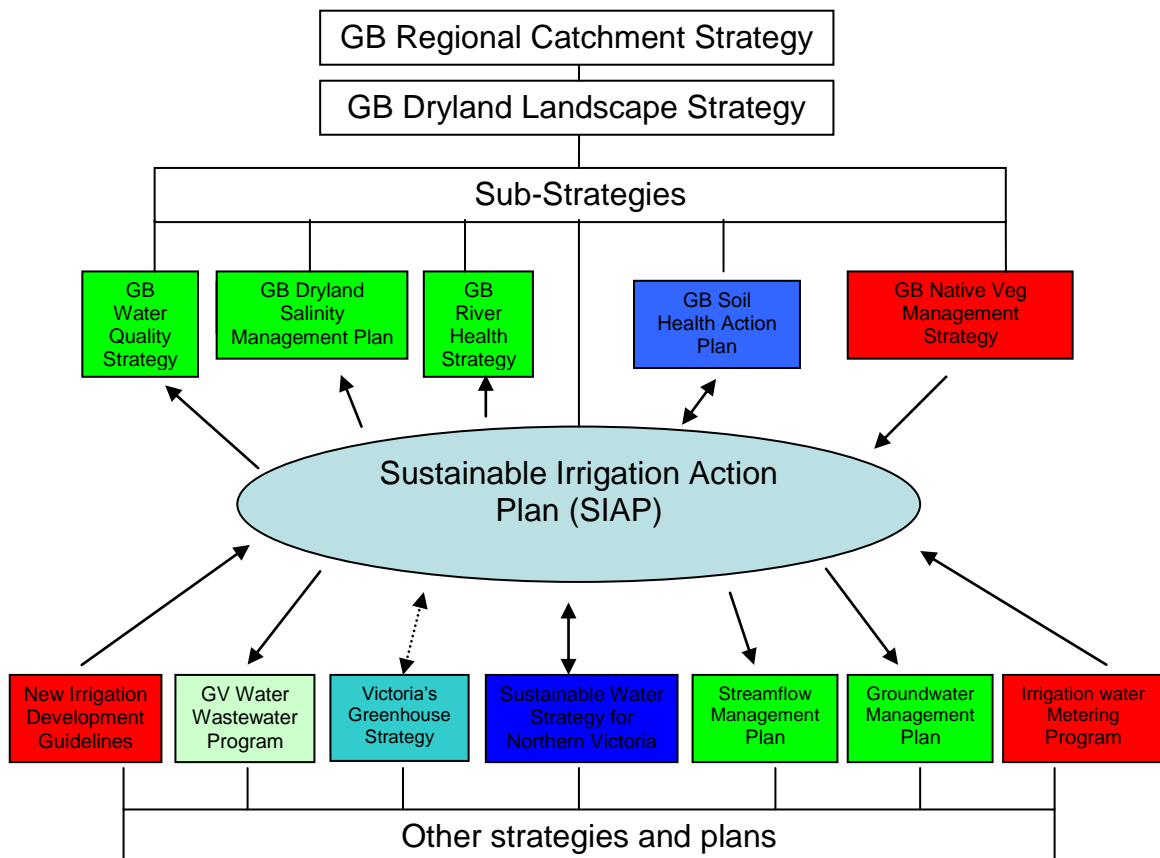 GB Regional Catchment Strategy
GB Dryland Landscape Strategy
Sub-Strategies
GB
Water
Quality
Strategy
GB Dryland
Salinity
Management Plan
GB
River
Health
Strategy
GB Soil
Health Action
Plan
GB Native Veg
Management
Strategy
Sustainable Irrigation Action
Plan (SIAP)
New Irrigation
Development
Guidelines
GV Water
Wastewater
Program
Victoria's
Greenhouse
Strategy
Sustainable Water
Strategy for
Northern Victoria
Streamflow
Management
Plan
Groundwater
Management
Plan
Irrigation water
Metering
Program
Other strategies and plans